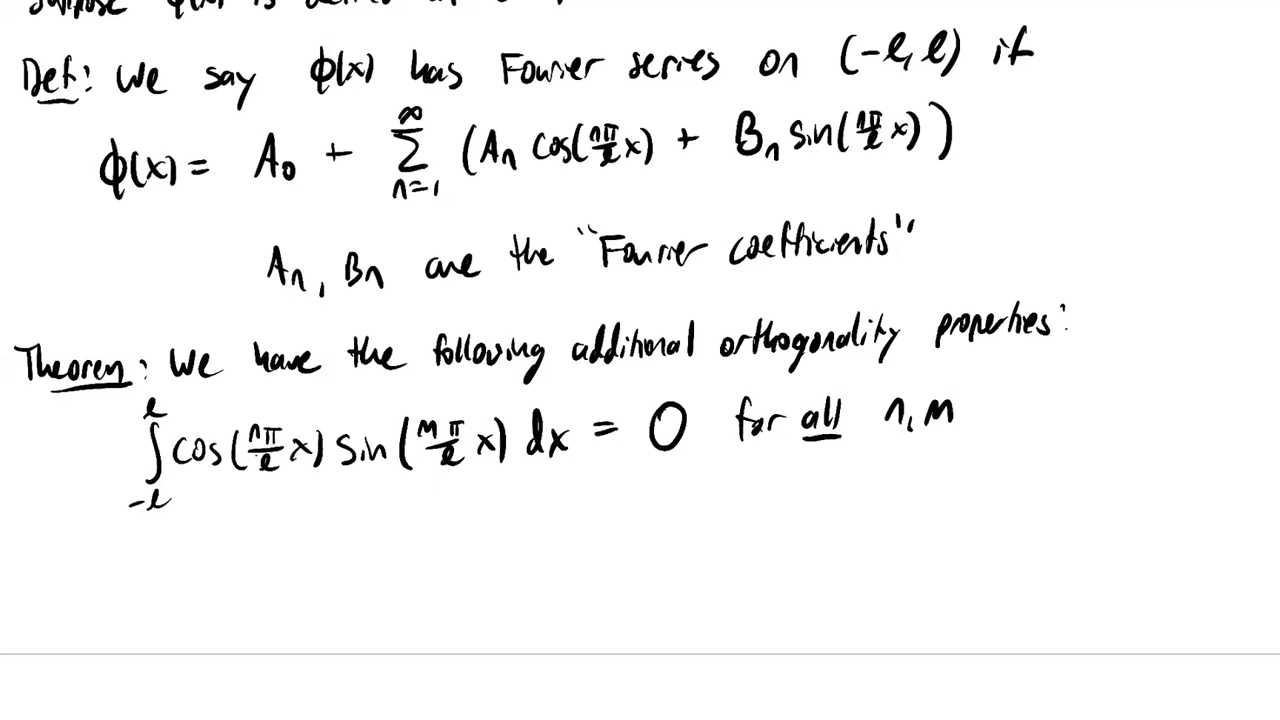 Def: We say ϕ(x) has Fourier series on (-l, l) if
ϕ(x) = A₀ + ∑_{n=1}^{∞} (Aₙ cos(nπ/l x) + Bₙ sin(nπ/l x))
Aₙ, Bₙ are the "Fourier coefficients"
Theorem: We have the following additional orthogonality properties:
∫_{-l}^{l} cos(nπ/l x) sin(mπ/l x) dx = 0 for all n, m